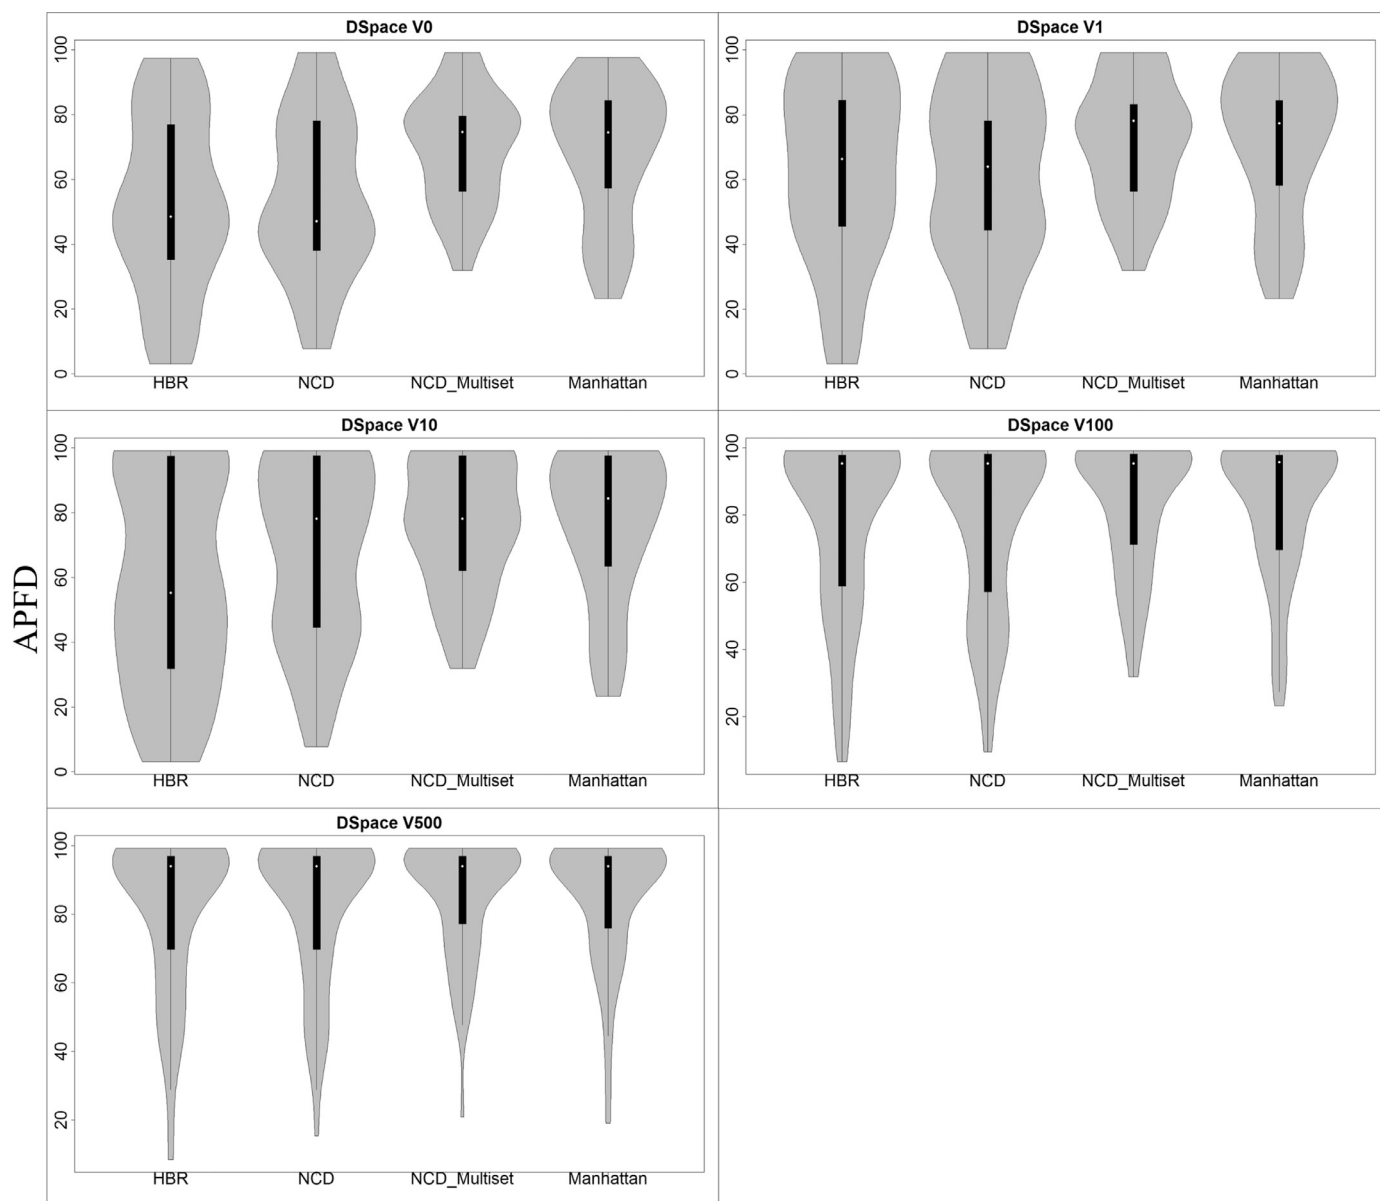 DSpace V0
100
80
60
40
20
0
HBR NCD NCD_Multiset Manhattan
DSpace V1
100
80
60
40
20
0
HBR NCD NCD_Multiset Manhattan
APFD
DSpace V10
100
80
60
40
20
0
HBR NCD NCD_Multiset Manhattan
DSpace V100
100
80
60
40
20
HBR NCD NCD_Multiset Manhattan
DSpace V500
100
80
60
40
20
HBR NCD NCD_Multiset Manhattan